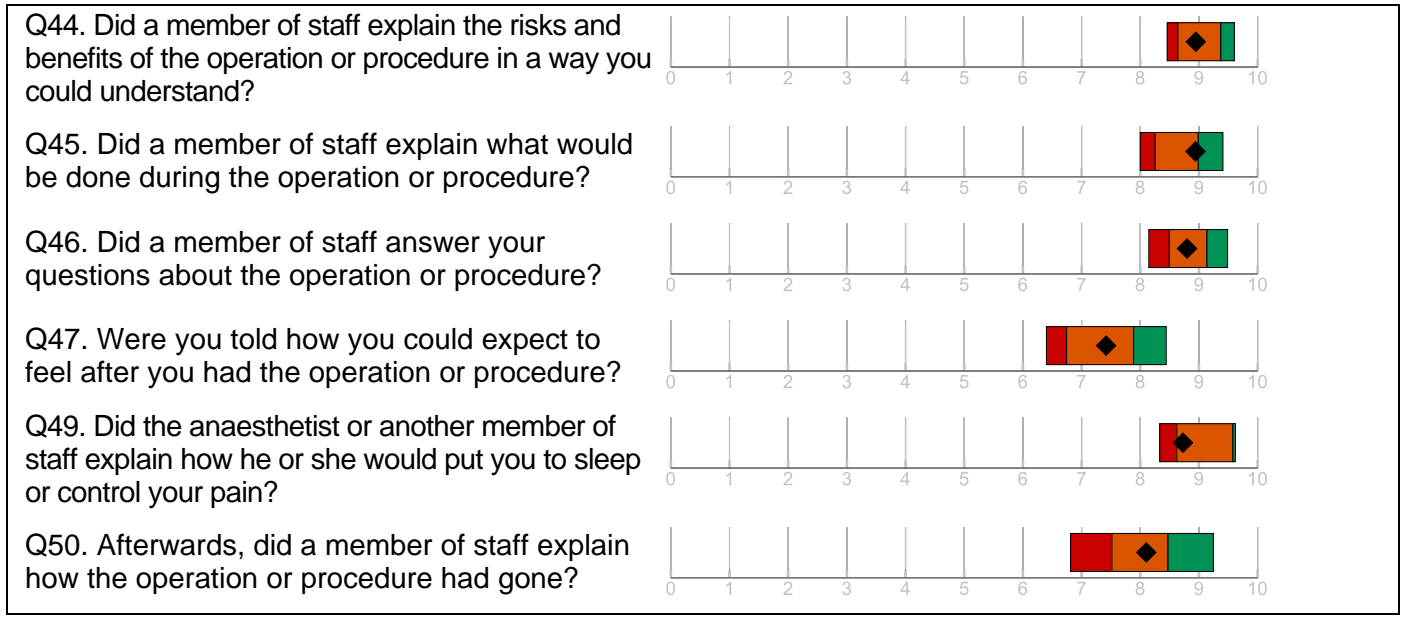 Q44. Did a member of staff explain the risks and
benefits of the operation or procedure in a way you
could understand?
0 1 2 3 4 5 6 7 8 9 10
Q45. Did a member of staff explain what would
be done during the operation or procedure?
0 1 2 3 4 5 6 7 8 9 10
Q46. Did a member of staff answer your
questions about the operation or procedure?
0 1 2 3 4 5 6 7 8 9 10
Q47. Were you told how you could expect to
feel after you had the operation or procedure?
0 1 2 3 4 5 6 7 8 9 10
Q49. Did the anaesthetist or another member of
staff explain how he or she would put you to sleep
or control your pain?
0 1 2 3 4 5 6 7 8 9 10
Q50. Afterwards, did a member of staff explain
how the operation or procedure had gone?
0 1 2 3 4 5 6 7 8 9 10